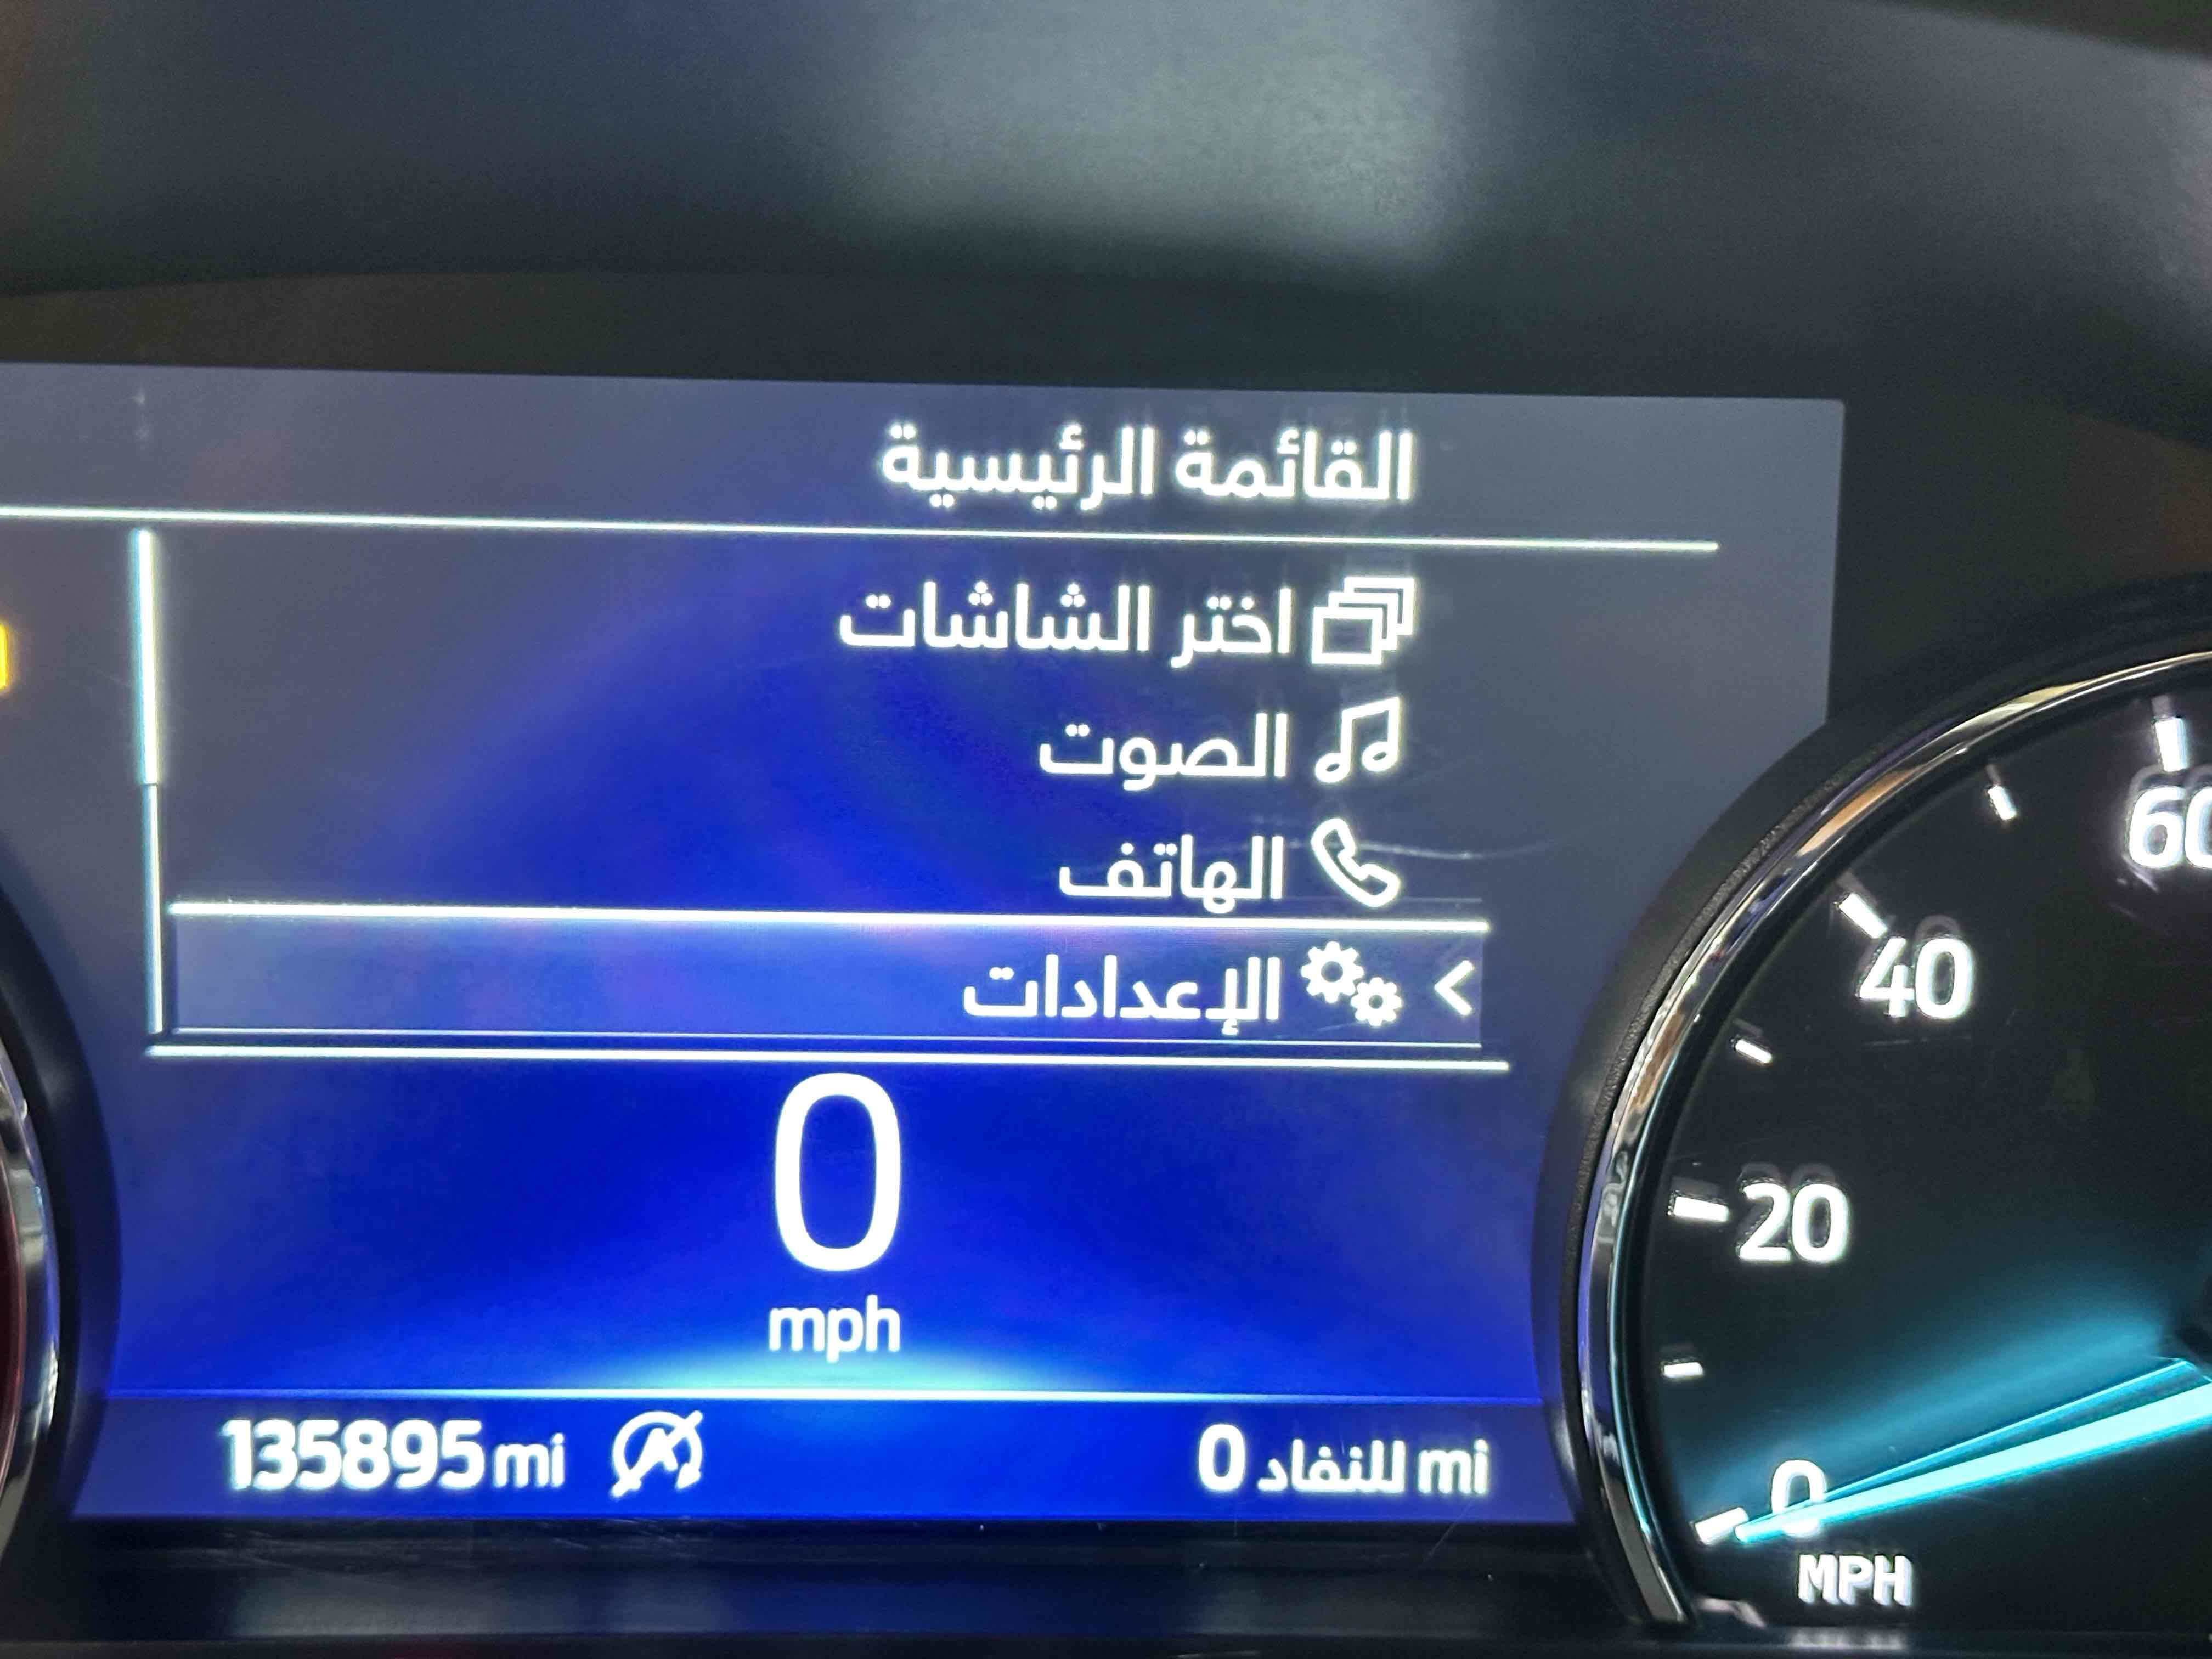 القائمة الرئيسية
اختر الشاشات
الصوت
الهاتف
الإعدادات
0
mph
135895 mi
0 للنفاد mi
60
40
20
0
MPH